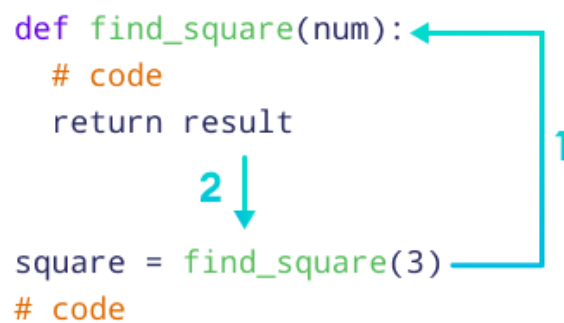 def find_square(num):
# code
return result
1
2
square = find_square(3)
# code